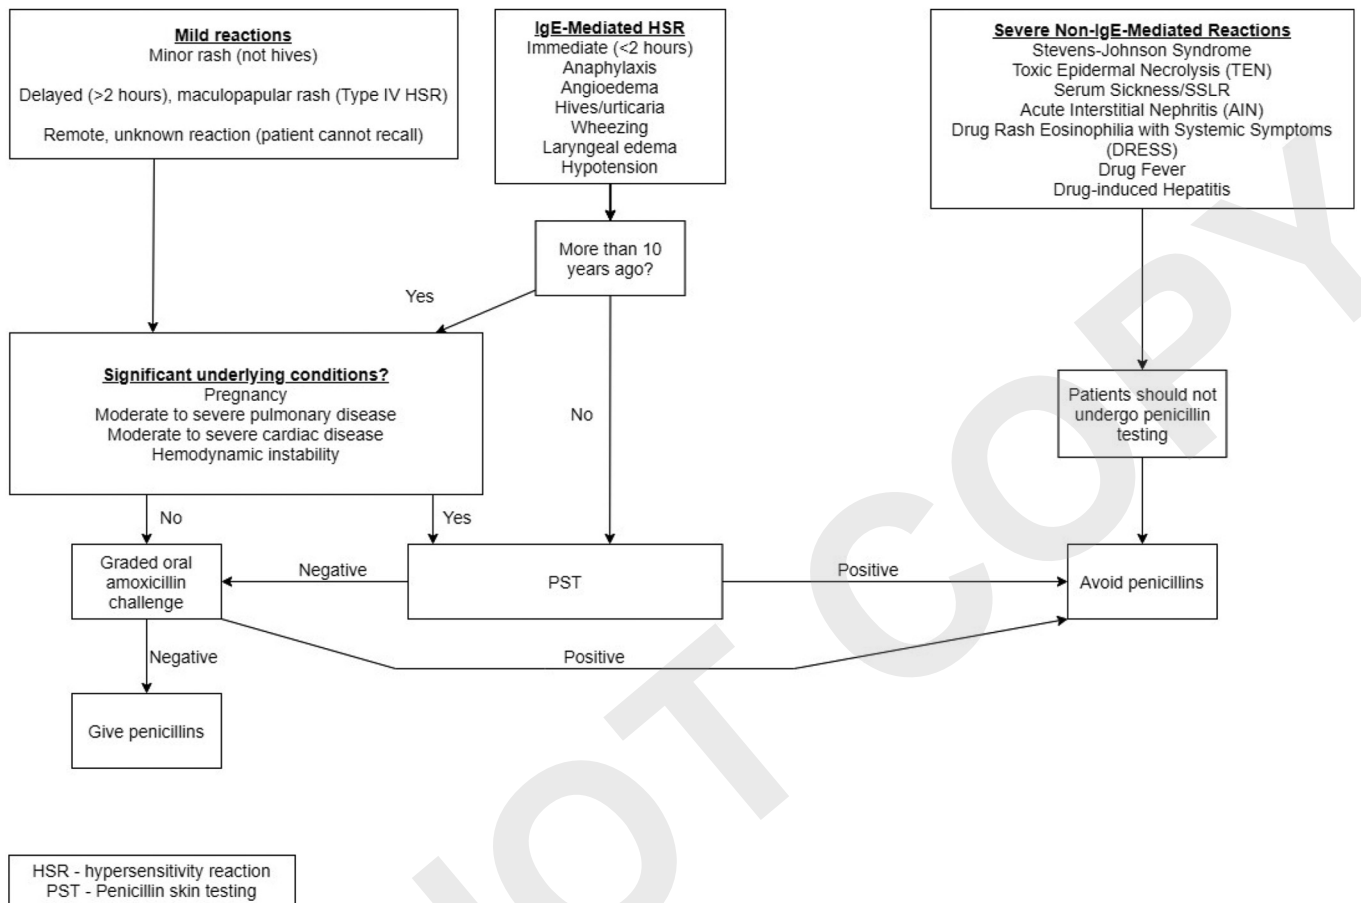 Mild reactions
Minor rash (not hives)
Delayed (>2 hours), maculopapular rash (Type IV HSR)
Remote, unknown reaction (patient cannot recall)
IgE-Mediated HSR
Immediate (<2 hours)
Anaphylaxis
Angioedema
Hives/urticaria
Wheezing
Laryngeal edema
Hypotension
Severe Non-IgE-Mediated Reactions
Stevens-Johnson Syndrome
Toxic Epidermal Necrolysis (TEN)
Serum Sickness/SSLR
Acute Interstitial Nephritis (AIN)
Drug Rash Eosinophilia with Systemic Symptoms
(DRESS)
Drug Fever
Drug-induced Hepatitis
More than 10
years ago?
Yes
No
Significant underlying conditions?
Pregnancy
Moderate to severe pulmonary disease
Moderate to severe cardiac disease
Hemodynamic instability
Patients should not
undergo penicillin
testing
No
Yes
Graded oral
amoxicillin
challenge
Negative
PST
Positive
Avoid penicillins
Negative
Positive
Give penicillins
HSR - hypersensitivity reaction
PST - Penicillin skin testing
NOT COPY